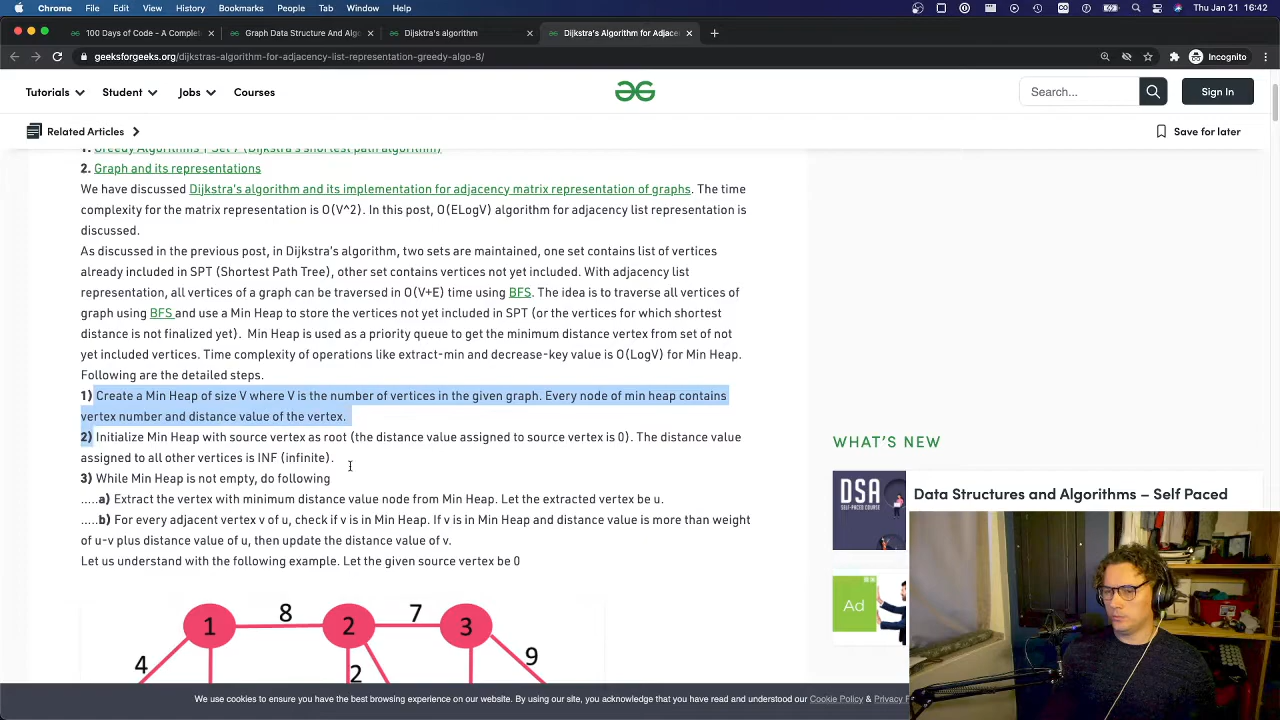 Chrome File Edit View History Bookmarks People Tab Window Help
Thu Jan 21 16:42
100 Days of Code - A Comple
Graph Data Structure And Algo
Dijsktra's algorithm
Dijkstra's Algorithm for Adjace
geeksforgeeks.org/dijkstras-algorithm-for-adjacency-list-representation-greedy-algo-8/
Incognito
Tutorials Student Jobs Courses
Search...
Sign In
Related Articles
Save for later
1. Greedy Algorithms | Set 7 (Dijkstra's shortest path algorithm)
2. Graph and its representations
We have discussed Dijkstra's algorithm and its implementation for adjacency matrix representation of graphs. The time
complexity for the matrix representation is O(V^2). In this post, O(ELogV) algorithm for adjacency list representation is
discussed.
As discussed in the previous post, in Dijkstra's algorithm, two sets are maintained, one set contains list of vertices
already included in SPT (Shortest Path Tree), other set contains vertices not yet included. With adjacency list
representation, all vertices of a graph can be traversed in O(V+E) time using BFS. The idea is to traverse all vertices of
graph using BFS and use a Min Heap to store the vertices not yet included in SPT (or the vertices for which shortest
distance is not finalized yet). Min Heap is used as a priority queue to get the minimum distance vertex from set of not
yet included vertices. Time complexity of operations like extract-min and decrease-key value is O(LogV) for Min Heap.
Following are the detailed steps.
1) Create a Min Heap of size V where V is the number of vertices in the given graph. Every node of min heap contains
vertex number and distance value of the vertex.
2) Initialize Min Heap with source vertex as root (the distance value assigned to source vertex is 0). The distance value
assigned to all other vertices is INF (infinite).
3) While Min Heap is not empty, do following
.....a) Extract the vertex with minimum distance value node from Min Heap. Let the extracted vertex be u.
.....b) For every adjacent vertex v of u, check if v is in Min Heap. If v is in Min Heap and distance value is more than weight
of u-v plus distance value of u, then update the distance value of v.
Let us understand with the following example. Let the given source vertex be 0
1 8 2 7 3
4 2 9
WHAT'S NEW
DSA
SELF-PACED COURSE
Data Structures and Algorithms – Self Paced
Ad
We use cookies to ensure you have the best browsing experience on our website. By using our site, you acknowledge that you have read and understood our Cookie Policy & Privacy P